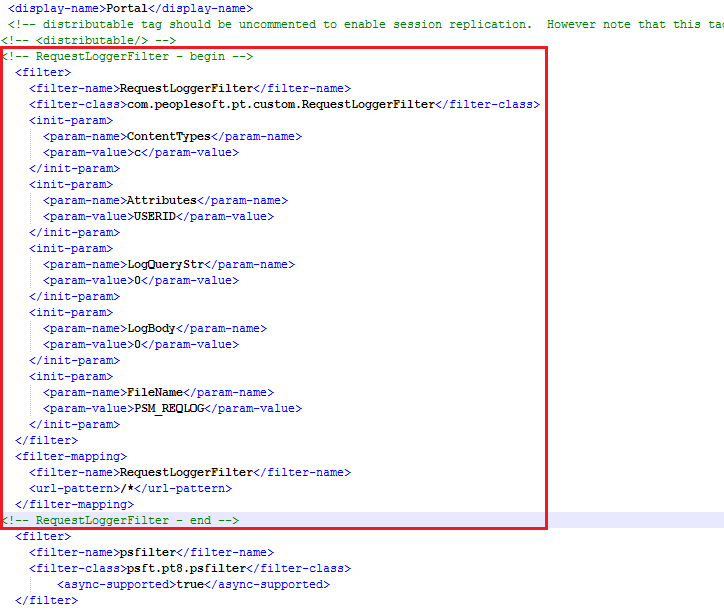 <display-name>Portal</display-name>
<!-- distributable tag should be uncommented to enable session replication.  However note that this
<!-- <distributable/> -->
<!-- RequestLoggerFilter - begin -->
<filter>
<filter-name>RequestLoggerFilter</filter-name>
<filter-class>com.peoplesoft.pt.custom.RequestLoggerFilter</filter-class>
<init-param>
<param-name>ContentTypes</param-name>
<param-value>c</param-value>
</init-param>
<init-param>
<param-name>Attributes</param-name>
<param-value>USERID</param-value>
</init-param>
<init-param>
<param-name>LogQueryStr</param-name>
<param-value>0</param-value>
</init-param>
<init-param>
<param-name>LogBody</param-name>
<param-value>0</param-value>
</init-param>
<init-param>
<param-name>FileName</param-name>
<param-value>PSM_REQLOG</param-value>
</init-param>
</filter>
<filter-mapping>
<filter-name>RequestLoggerFilter</filter-name>
<url-pattern>/*</url-pattern>
</filter-mapping>
<!-- RequestLoggerFilter - end -->
<filter>
<filter-name>psfilter</filter-name>
<filter-class>psft.pt8.psfilter</filter-class>
<async-supported>true</async-supported>
</filter>